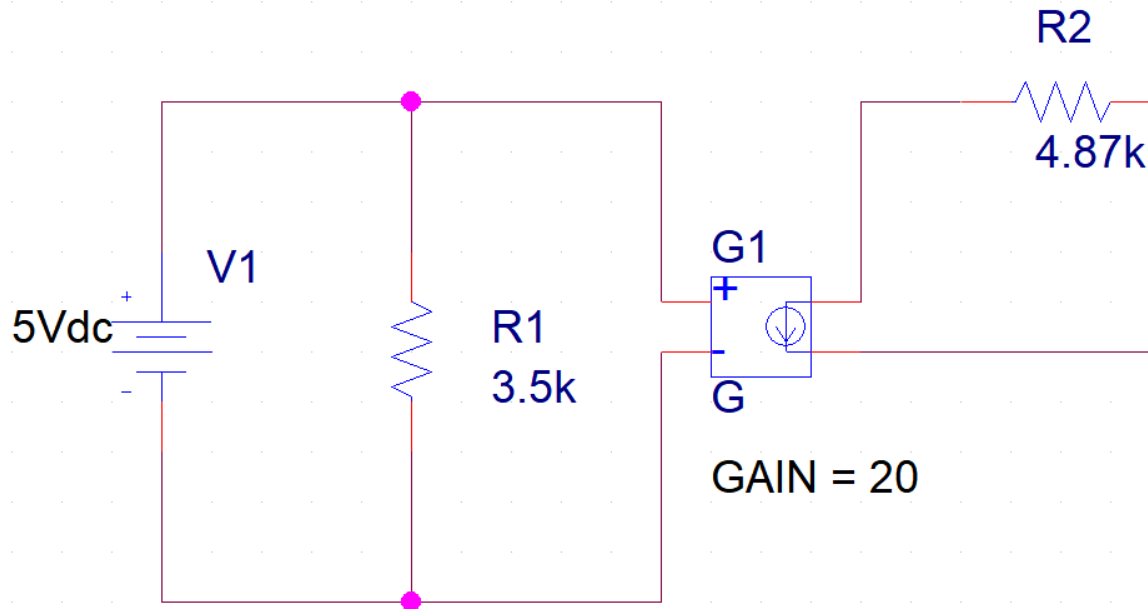 R2
4.87k
V1
+
5Vdc
-
R1
3.5k
G1
+
-
G
GAIN = 20